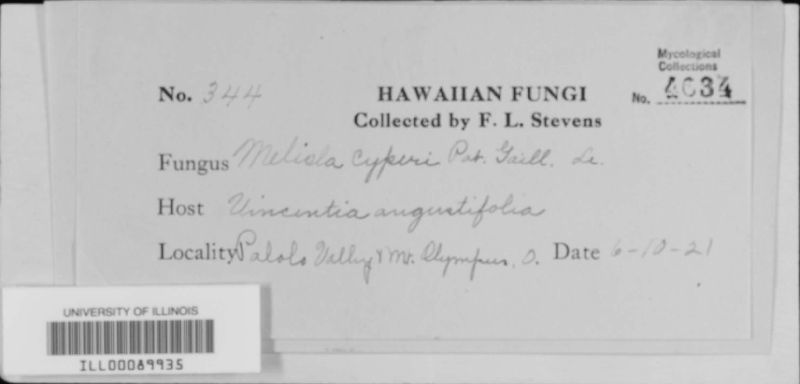 Mycological
Collections
No. 4034
No. 344
HAWAIIAN FUNGI
Collected by F. L. Stevens
Fungus Meliola cyperi Pat. Gaill.
Host Vincentia angustifolia
Locality Palolo Valley & Mt. Olympus, O. Date 6-10-21
UNIVERSITY OF ILLINOIS
ILL00089935